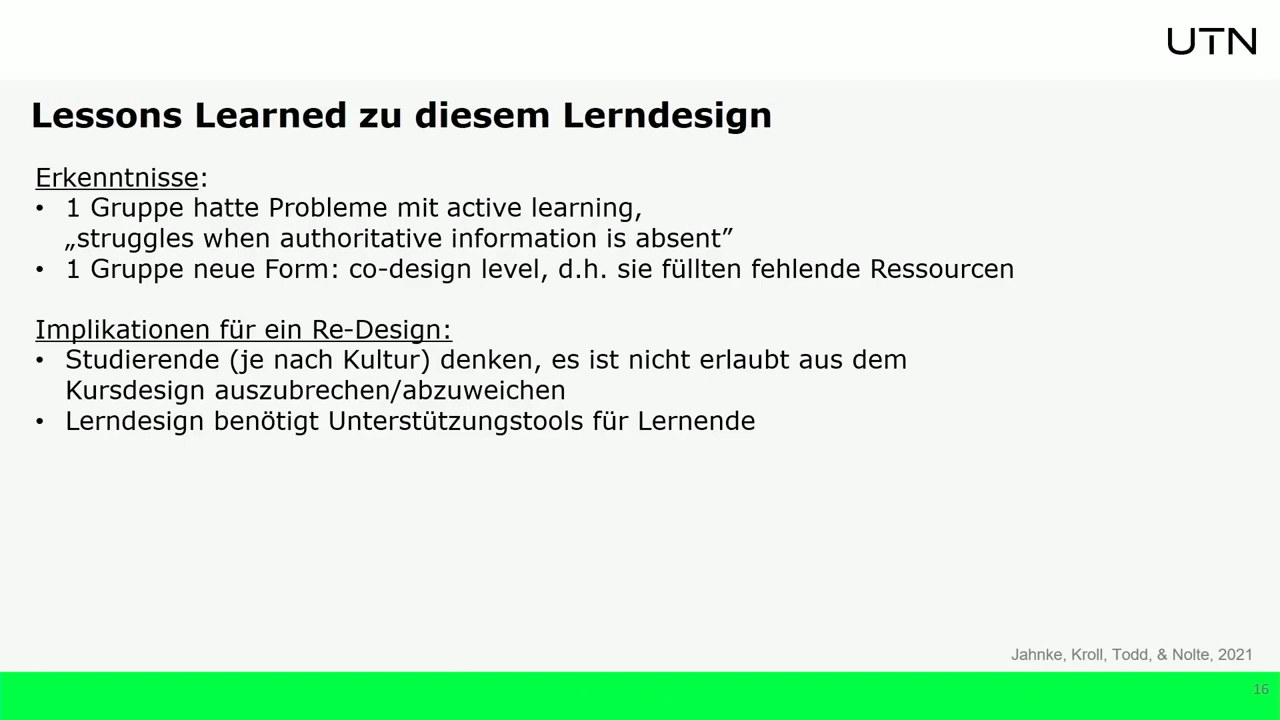 UTN
Lessons Learned zu diesem Lerndesign
Erkenntnisse:
• 1 Gruppe hatte Probleme mit active learning,
„struggles when authoritative information is absent”
• 1 Gruppe neue Form: co-design level, d.h. sie füllten fehlende Ressourcen
Implikationen für ein Re-Design:
• Studierende (je nach Kultur) denken, es ist nicht erlaubt aus dem
Kursdesign auszubrechen/abzuweichen
• Lerndesign benötigt Unterstützungstools für Lernende
Jahnke, Kroll, Todd, & Nolte, 2021
16